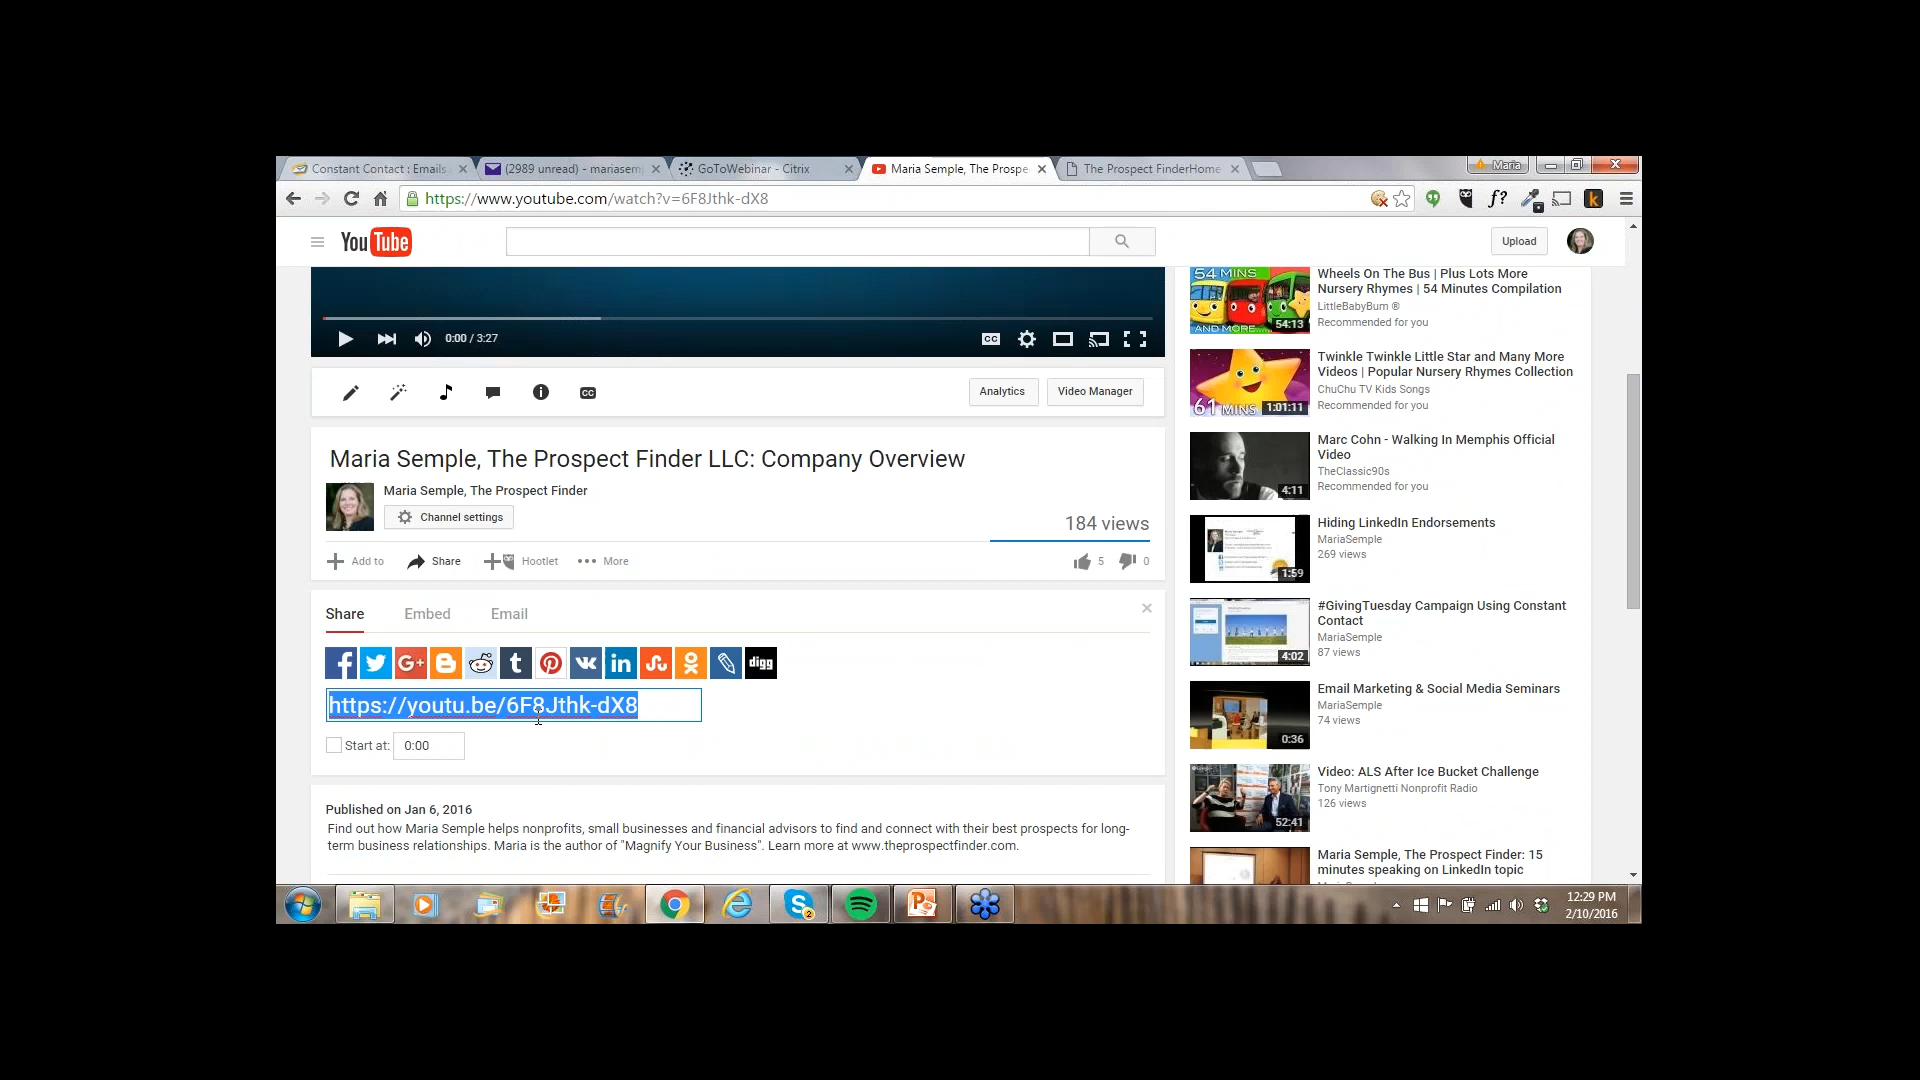 Constant Contact : Emails
(2989 unread) - mariasem
GoToWebinar - Citrix
Maria Semple, The Prospe
The Prospect FinderHome
Maria
https://www.youtube.com/watch?v=6F8Jthk-dX8
f?
k
YouTube
Upload
0:00 / 3:27
CC
CC
Analytics
Video Manager
Maria Semple, The Prospect Finder LLC: Company Overview
Maria Semple, The Prospect Finder
Channel settings
184 views
Add to
Share
Hootlet
More
5
0
Share
Embed
Email
G+
t
VK
in
digg
https://youtu.be/6F8Jthk-dX8
Start at:
0:00
Published on Jan 6, 2016
Find out how Maria Semple helps nonprofits, small businesses and financial advisors to find and connect with their best prospects for long-
term business relationships. Maria is the author of "Magnify Your Business". Learn more at www.theprospectfinder.com.
54 MINS
AND MORE
54:13
Wheels On The Bus | Plus Lots More
Nursery Rhymes | 54 Minutes Compilation
LittleBabyBum ®
Recommended for you
61 MINS
1:01:11
Twinkle Twinkle Little Star and Many More
Videos | Popular Nursery Rhymes Collection
ChuChu TV Kids Songs
Recommended for you
4:11
Marc Cohn - Walking In Memphis Official
Video
TheClassic90s
Recommended for you
1:59
Hiding LinkedIn Endorsements
MariaSemple
269 views
4:02
#GivingTuesday Campaign Using Constant
Contact
MariaSemple
87 views
0:36
Email Marketing & Social Media Seminars
MariaSemple
74 views
52:41
Video: ALS After Ice Bucket Challenge
Tony Martignetti Nonprofit Radio
126 views
Maria Semple, The Prospect Finder: 15
minutes speaking on LinkedIn topic
2
12:29 PM
2/10/2016